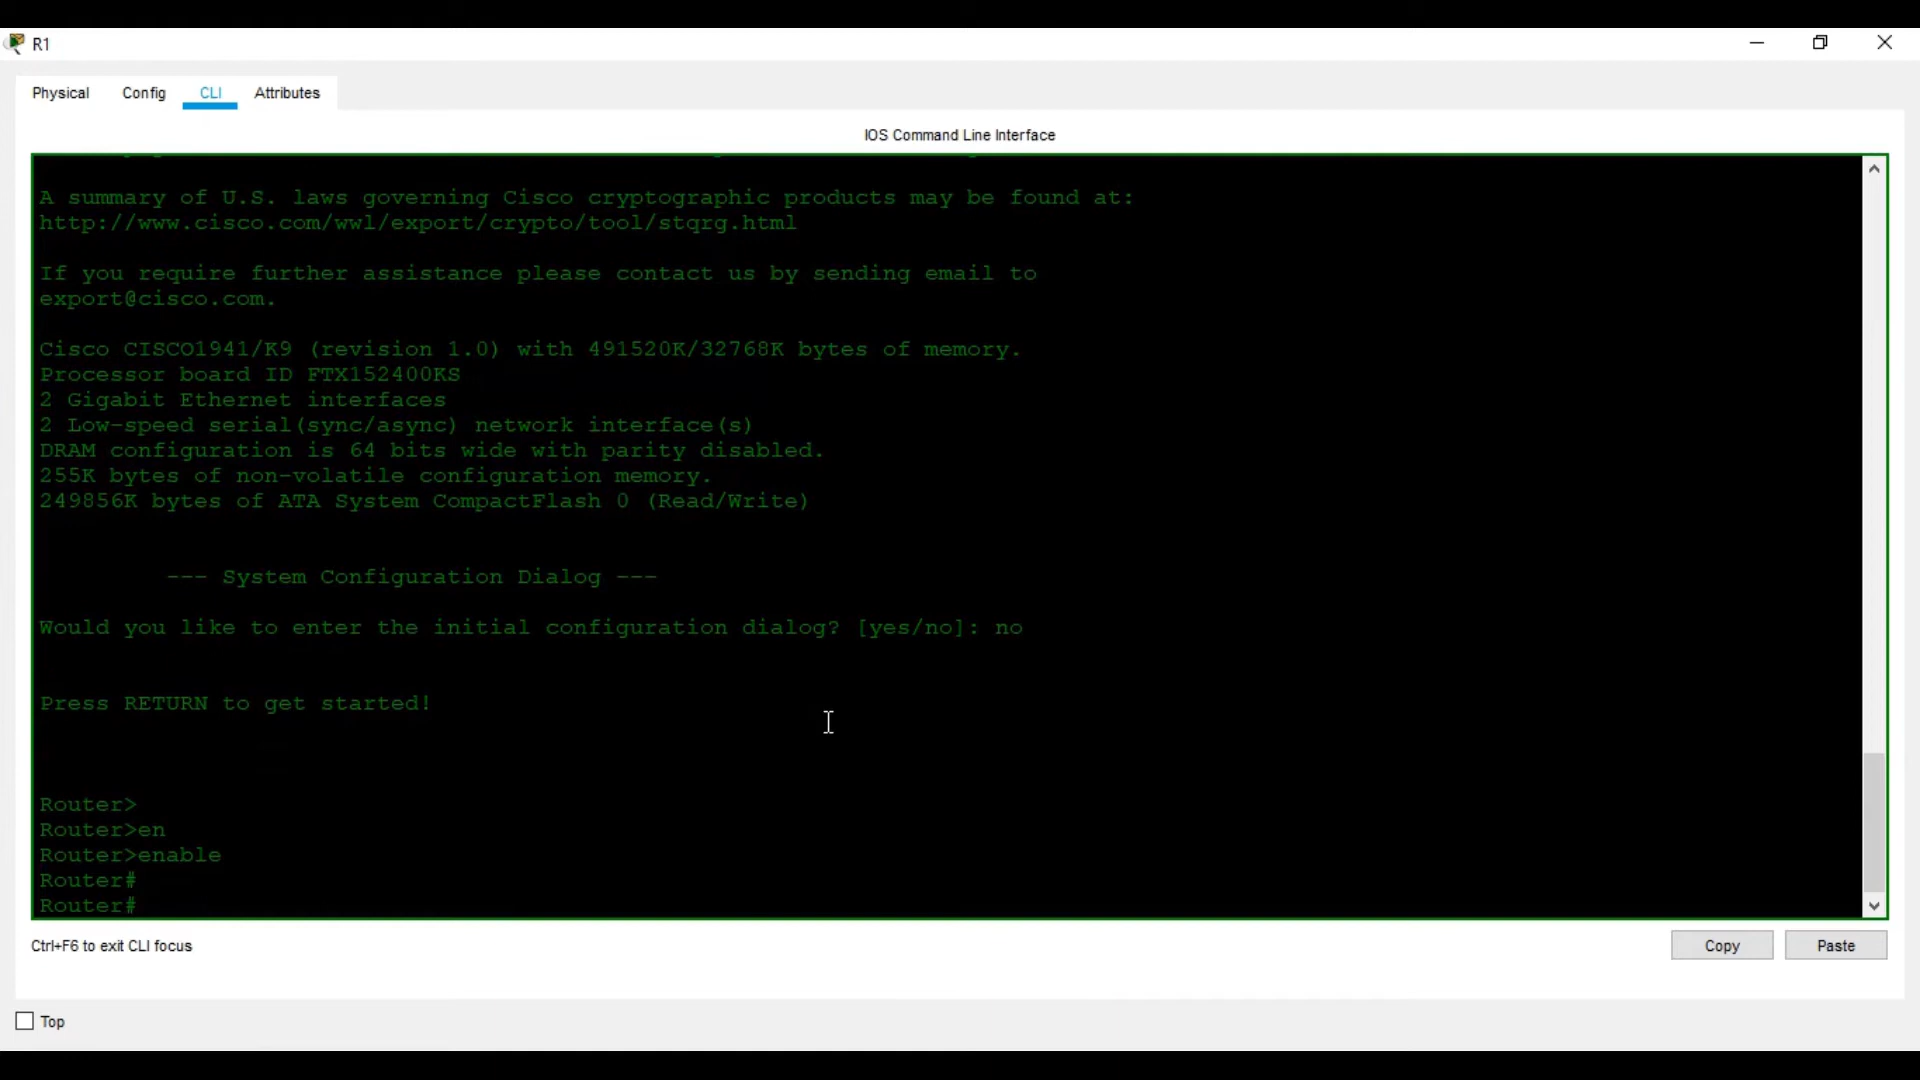 R1
Physical Config CLI Attributes
IOS Command Line Interface
A summary of U.S. laws governing Cisco cryptographic products may be found at:
http://www.cisco.com/wwl/export/crypto/tool/stqrg.html
If you require further assistance please contact us by sending email to
export@cisco.com.
Cisco CISCO1941/K9 (revision 1.0) with 491520K/32768K bytes of memory.
Processor board ID FTX152400KS
2 Gigabit Ethernet interfaces
2 Low-speed serial(sync/async) network interface(s)
DRAM configuration is 64 bits wide with parity disabled.
255K bytes of non-volatile configuration memory.
249856K bytes of ATA System CompactFlash 0 (Read/Write)
--- System Configuration Dialog ---
Would you like to enter the initial configuration dialog? [yes/no]: no
Press RETURN to get started!
Router>
Router>en
Router>enable
Router#
Router#
Ctrl+F6 to exit CLI focus
Copy Paste
Top